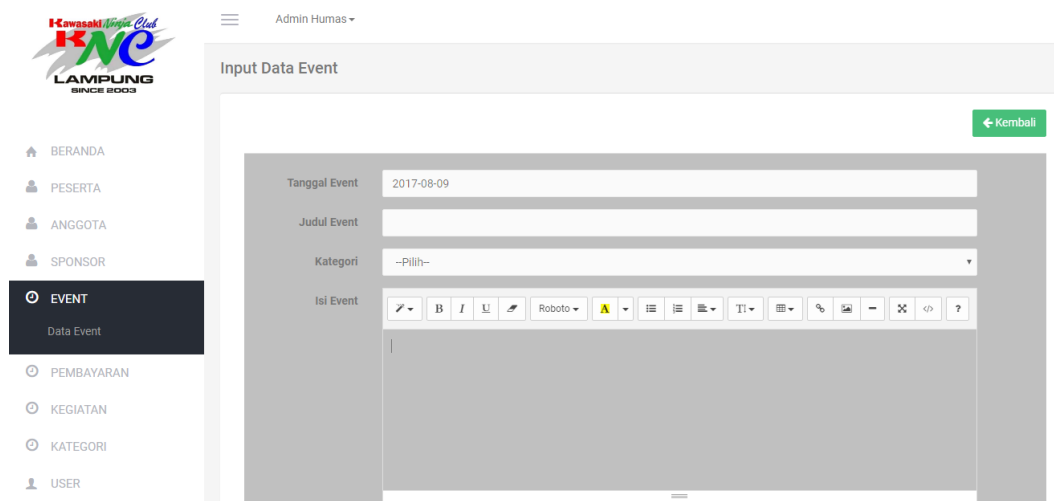 Kawasaki Ninja Club
KNC
LAMPUNG
SINCE 2003
Admin Humas
Input Data Event
Kembali
BERANDA
PESERTA
ANGGOTA
SPONSOR
EVENT
Data Event
PEMBAYARAN
KEGIATAN
KATEGORI
USER
Tanggal Event 2017-08-09
Judul Event
Kategori --Pilih--
Isi Event
B I U Roboto A T! </> ?